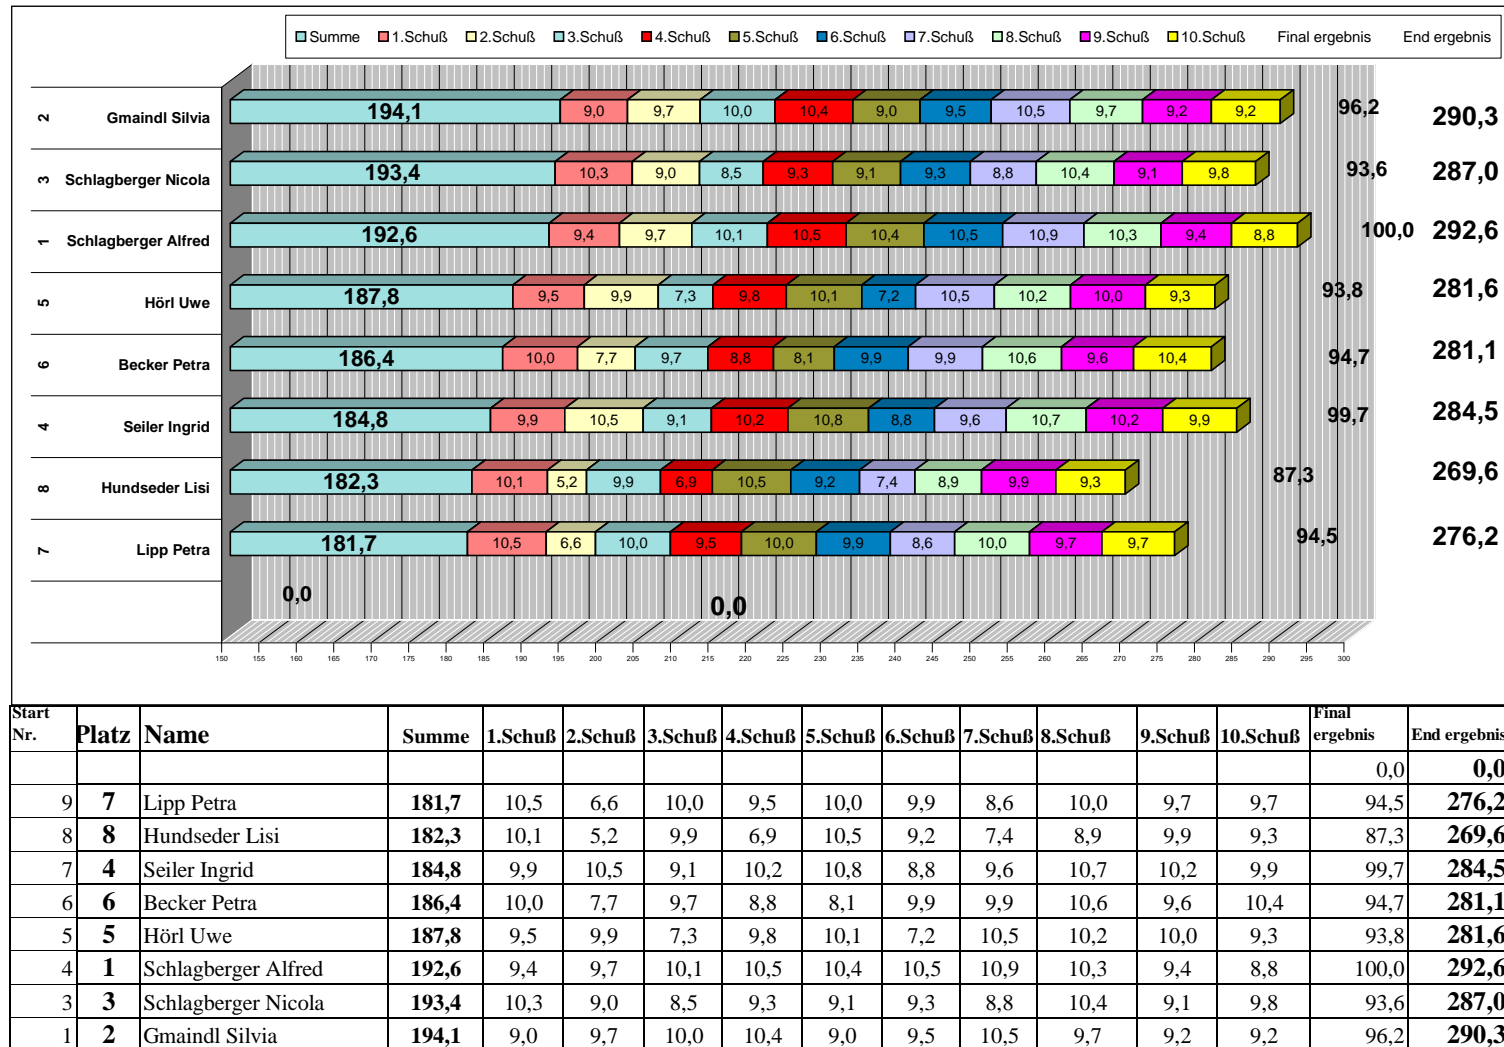 Summe 1.Schuß 2.Schuß 3.Schuß 4.Schuß 5.Schuß 6.Schuß 7.Schuß 8.Schuß 9.Schuß 10.Schuß Final ergebnis End ergebnis
2 Gmaindl Silvia 194,1 9,0 9,7 10,0 10,4 9,0 9,5 10,5 9,7 9,2 9,2 96,2 290,3
3 Schlagberger Nicola 193,4 10,3 9,0 8,5 9,3 9,1 9,3 8,8 10,4 9,1 9,8 93,6 287,0
1 Schlagberger Alfred 192,6 9,4 9,7 10,1 10,5 10,4 10,5 10,9 10,3 9,4 8,8 100,0 292,6
5 Hörl Uwe 187,8 9,5 9,9 7,3 9,8 10,1 7,2 10,5 10,2 10,0 9,3 93,8 281,6
6 Becker Petra 186,4 10,0 7,7 9,7 8,8 8,1 9,9 9,9 10,6 9,6 10,4 94,7 281,1
4 Seiler Ingrid 184,8 9,9 10,5 9,1 10,2 10,8 8,8 9,6 10,7 10,2 9,9 99,7 284,5
8 Hundseder Lisi 182,3 10,1 5,2 9,9 6,9 10,5 9,2 7,4 8,9 9,9 9,3 87,3 269,6
7 Lipp Petra 181,7 10,5 6,6 10,0 9,5 10,0 9,9 8,6 10,0 9,7 9,7 94,5 276,2
0,0 0,0
150 155 160 165 170 175 180 185 190 195 200 205 210 215 220 225 230 235 240 245 250 255 260 265 270 275 280 285 290 295 300
Start Nr. Platz Name Summe 1.Schuß 2.Schuß 3.Schuß 4.Schuß 5.Schuß 6.Schuß 7.Schuß 8.Schuß 9.Schuß 10.Schuß Final ergebnis End ergebnis
0,0 0,0
9 7 Lipp Petra 181,7 10,5 6,6 10,0 9,5 10,0 9,9 8,6 10,0 9,7 9,7 94,5 276,2
8 8 Hundseder Lisi 182,3 10,1 5,2 9,9 6,9 10,5 9,2 7,4 8,9 9,9 9,3 87,3 269,6
7 4 Seiler Ingrid 184,8 9,9 10,5 9,1 10,2 10,8 8,8 9,6 10,7 10,2 9,9 99,7 284,5
6 6 Becker Petra 186,4 10,0 7,7 9,7 8,8 8,1 9,9 9,9 10,6 9,6 10,4 94,7 281,1
5 5 Hörl Uwe 187,8 9,5 9,9 7,3 9,8 10,1 7,2 10,5 10,2 10,0 9,3 93,8 281,6
4 1 Schlagberger Alfred 192,6 9,4 9,7 10,1 10,5 10,4 10,5 10,9 10,3 9,4 8,8 100,0 292,6
3 3 Schlagberger Nicola 193,4 10,3 9,0 8,5 9,3 9,1 9,3 8,8 10,4 9,1 9,8 93,6 287,0
1 2 Gmaindl Silvia 194,1 9,0 9,7 10,0 10,4 9,0 9,5 10,5 9,7 9,2 9,2 96,2 290,3